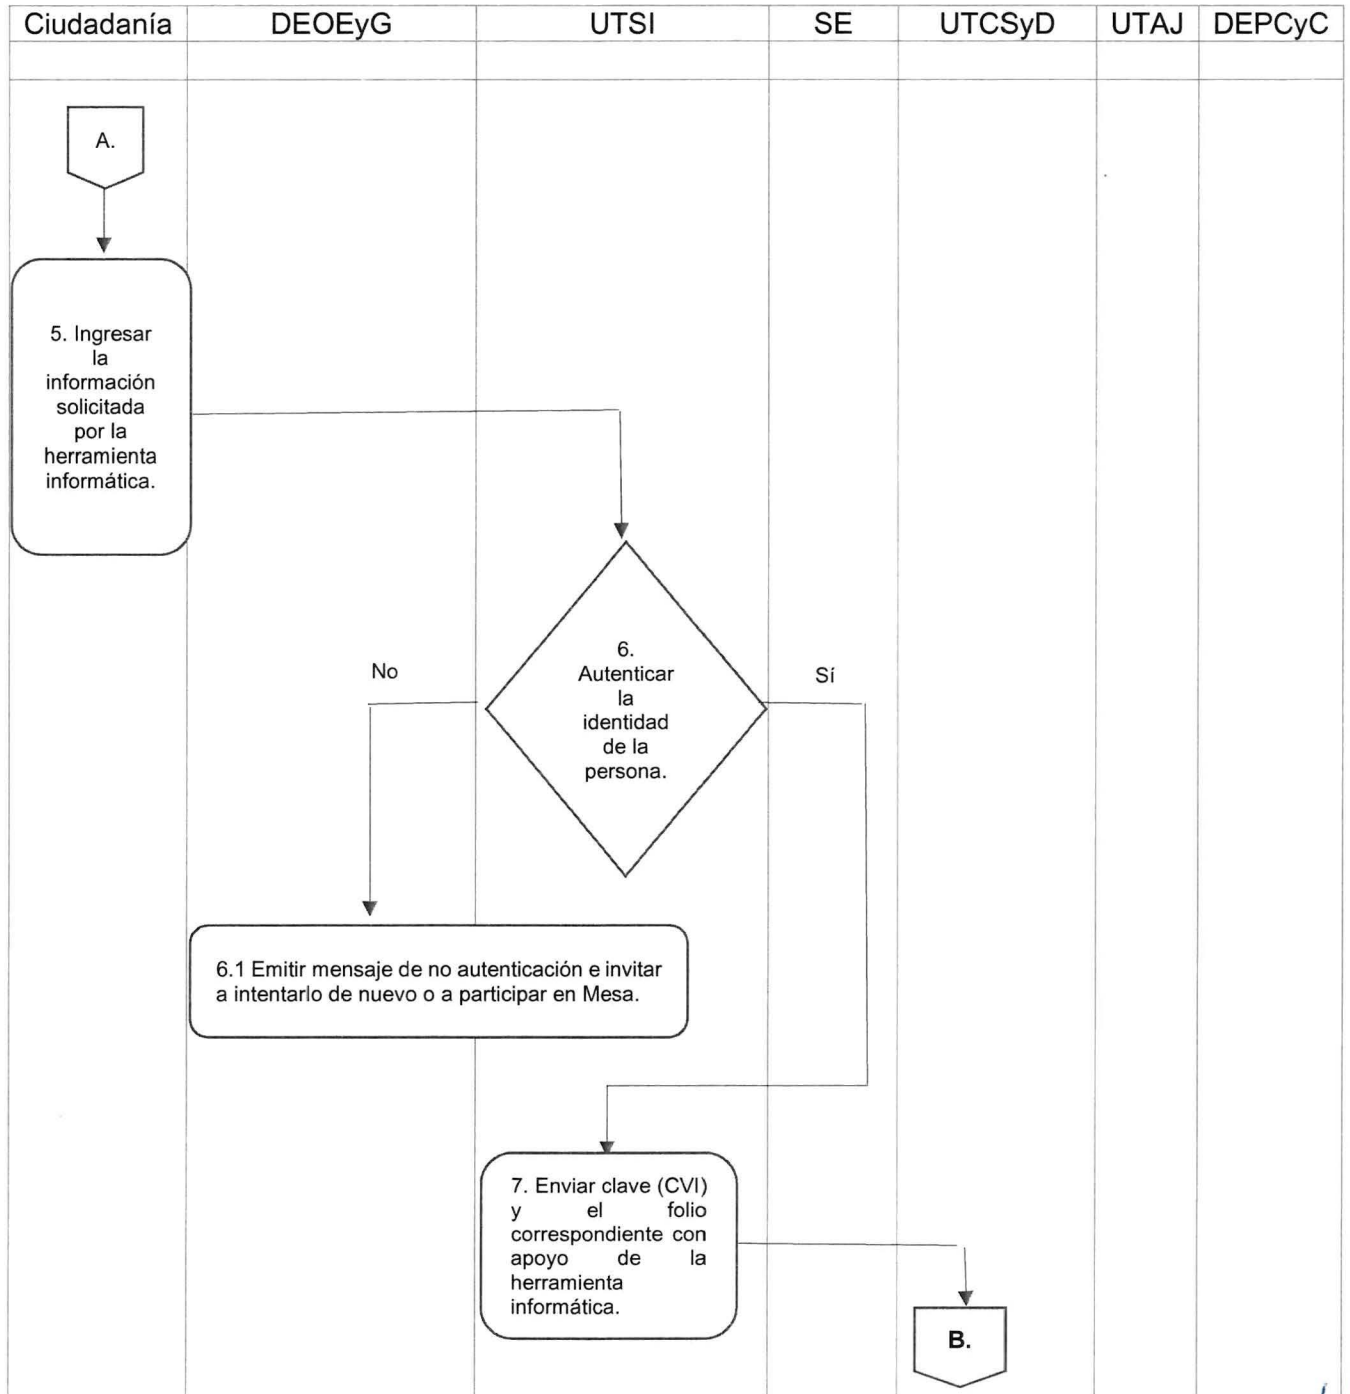 Ciudadanía DEOEyG UTSI SE UTCSyD UTAJ DEPCyC
A.
5. Ingresar
la
información
solicitada
por la
herramienta
informática.
6.
Autenticar
la
identidad
de la
persona.
No
Sí
6.1 Emitir mensaje de no autenticación e invitar
a intentarlo de nuevo o a participar en Mesa.
7. Enviar clave (CVI)
y el folio
correspondiente con
apoyo de la
herramienta
informática.
B.